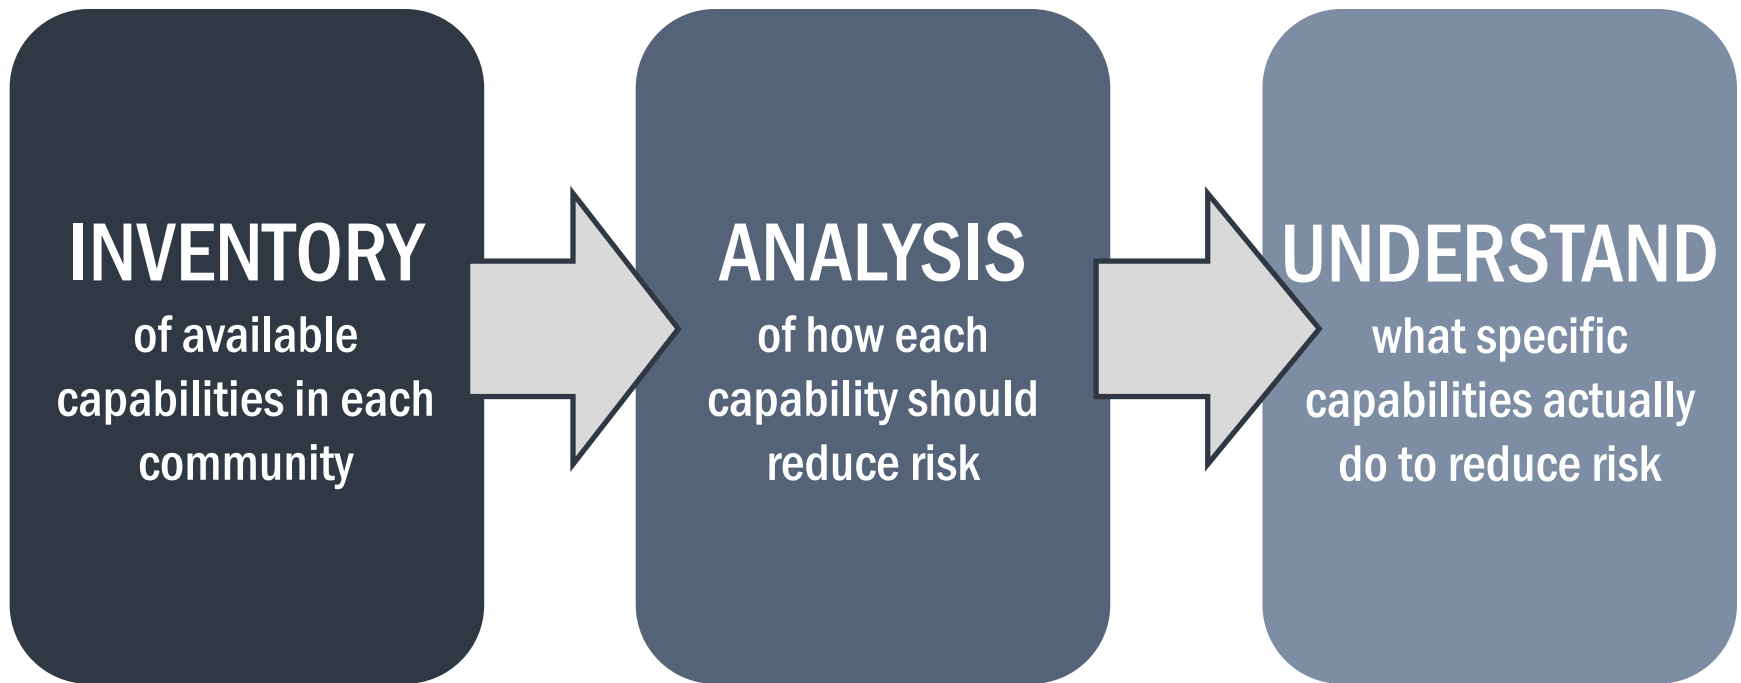 INVENTORY
of available
capabilities in each
community
ANALYSIS
of how each
capability should
reduce risk
UNDERSTAND
what specific
capabilities actually
do to reduce risk